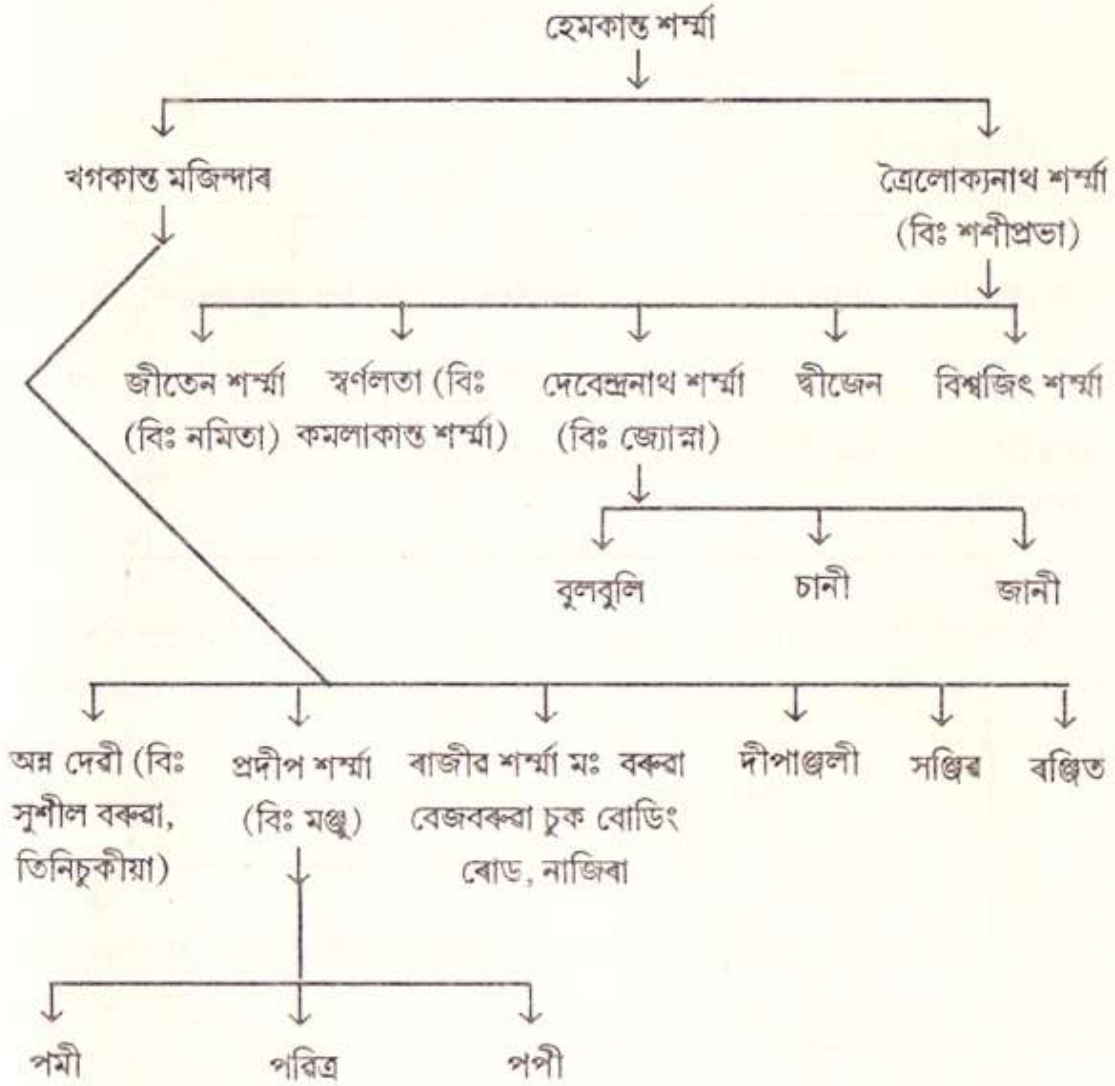 হেমকান্ত শৰ্ম্মা
খগকান্ত মজিন্দাৰ
ত্ৰৈলোক্যনাথ শৰ্ম্মা
(বিঃ শশীপ্ৰভা)
জীতেন শৰ্ম্মা স্বৰ্ণলতা (বিঃ দেবেন্দ্ৰনাথ শৰ্ম্মা দ্বীজেন বিশ্বজিৎ শৰ্ম্মা
(বিঃ নমিতা) কমলাকান্ত শৰ্ম্মা) (বিঃ জ্যোস্না)
বুলবুলি চানী জানী
অন্ন দেৱী (বিঃ প্ৰদীপ শৰ্ম্মা ৰাজীৱ শৰ্ম্মা মঃ বৰুৱা দীপাঞ্জলী সঞ্জিৱ ৰঞ্জিত
সুশীল বৰুৱা, (বিঃ মঞ্জু) বেজবৰুৱা চুক বোডিং
তিনিচুকীয়া) ৰোড, নাজিৰা
পমী পৱিত্ৰ পপী